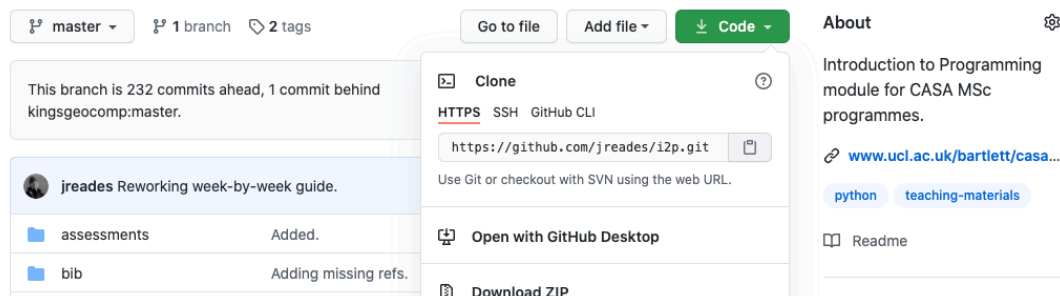 master
1 branch
2 tags
Go to file
Add file
Code
About
This branch is 232 commits ahead, 1 commit behind
kingsgeocomp:master.
jreades Reworking week-by-week guide.
assessments Added.
bib Adding missing refs.
Clone
HTTPS SSH GitHub CLI
https://github.com/jreades/i2p.git
Use Git or checkout with SVN using the web URL.
Open with GitHub Desktop
Download ZIP
Introduction to Programming
module for CASA MSc
programmes.
www.ucl.ac.uk/bartlett/casa...
python teaching-materials
Readme